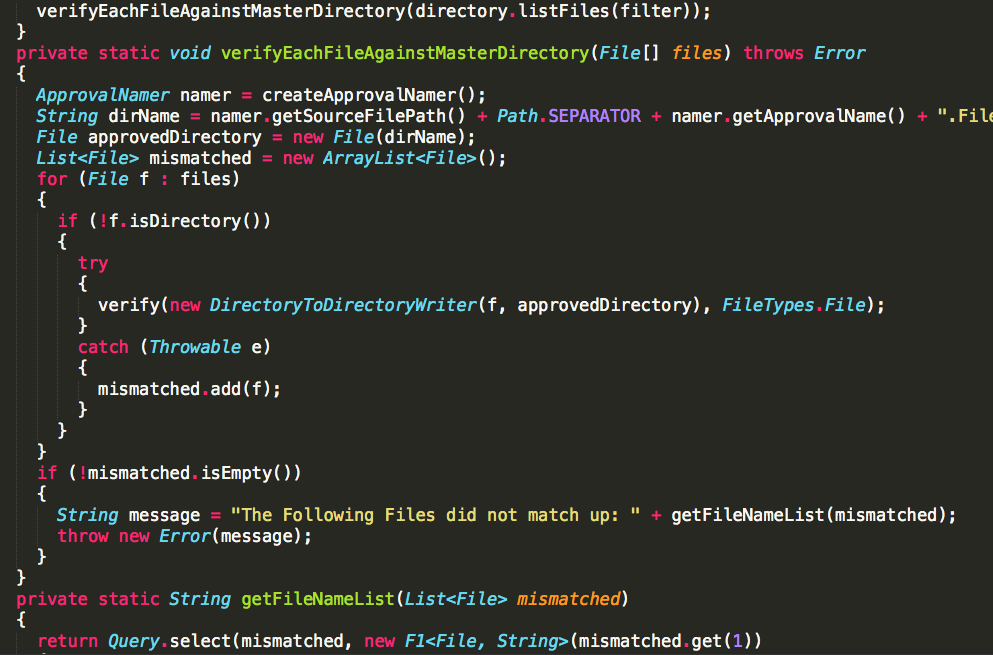 verifyEachFileAgainstMasterDirectory(directory.listFiles(filter));
}
private static void verifyEachFileAgainstMasterDirectory(File[] files) throws Error
{
ApprovalNamer namer = createApprovalNamer();
String dirName = namer.getSourceFilePath() + Path.SEPARATOR + namer.getApprovalName() + ".File
File approvedDirectory = new File(dirName);
List<File> mismatched = new ArrayList<File>();
for (File f : files)
{
if (!f.isDirectory())
{
try
{
verify(new DirectoryToDirectoryWriter(f, approvedDirectory), FileTypes.File);
}
catch (Throwable e)
{
mismatched.add(f);
}
}
}
if (!mismatched.isEmpty())
{
String message = "The Following Files did not match up: " + getFileNameList(mismatched);
throw new Error(message);
}
}
private static String getFileNameList(List<File> mismatched)
{
return Query.select(mismatched, new F1<File, String>(mismatched.get(1))